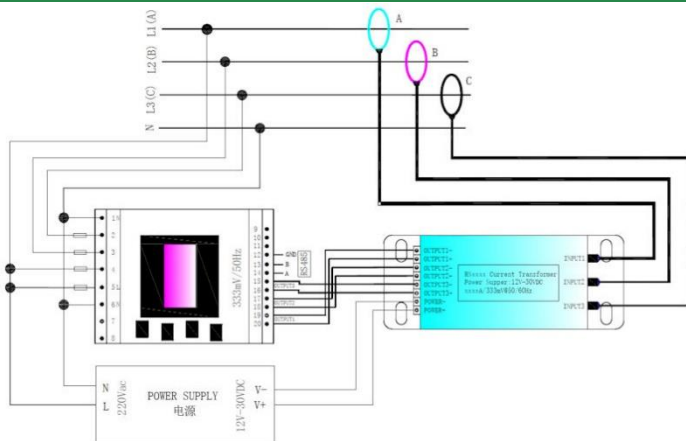 L1(A)
L2(B)
L3(C)
N
A
B
C
1N
2
3
4
5L
6N
7
8
333mV/50Hz
9
10
11
12
13
14
15
16
17
18
19
20
GND
B
A
RS485
OUTPUT3
OUTPUT2
OUTPUT1
OUTPUT1-
OUTPUT1+
OUTPUT2-
OUTPUT2+
OUTPUT3-
OUTPUT3+
POWER-
POWER+
Current Transformer
Power Supper:12V-30VDC
INPUT1
INPUT2
INPUT3
N
L
220Vac
POWER SUPPLY
电源
12V-30VDC
V-
V+